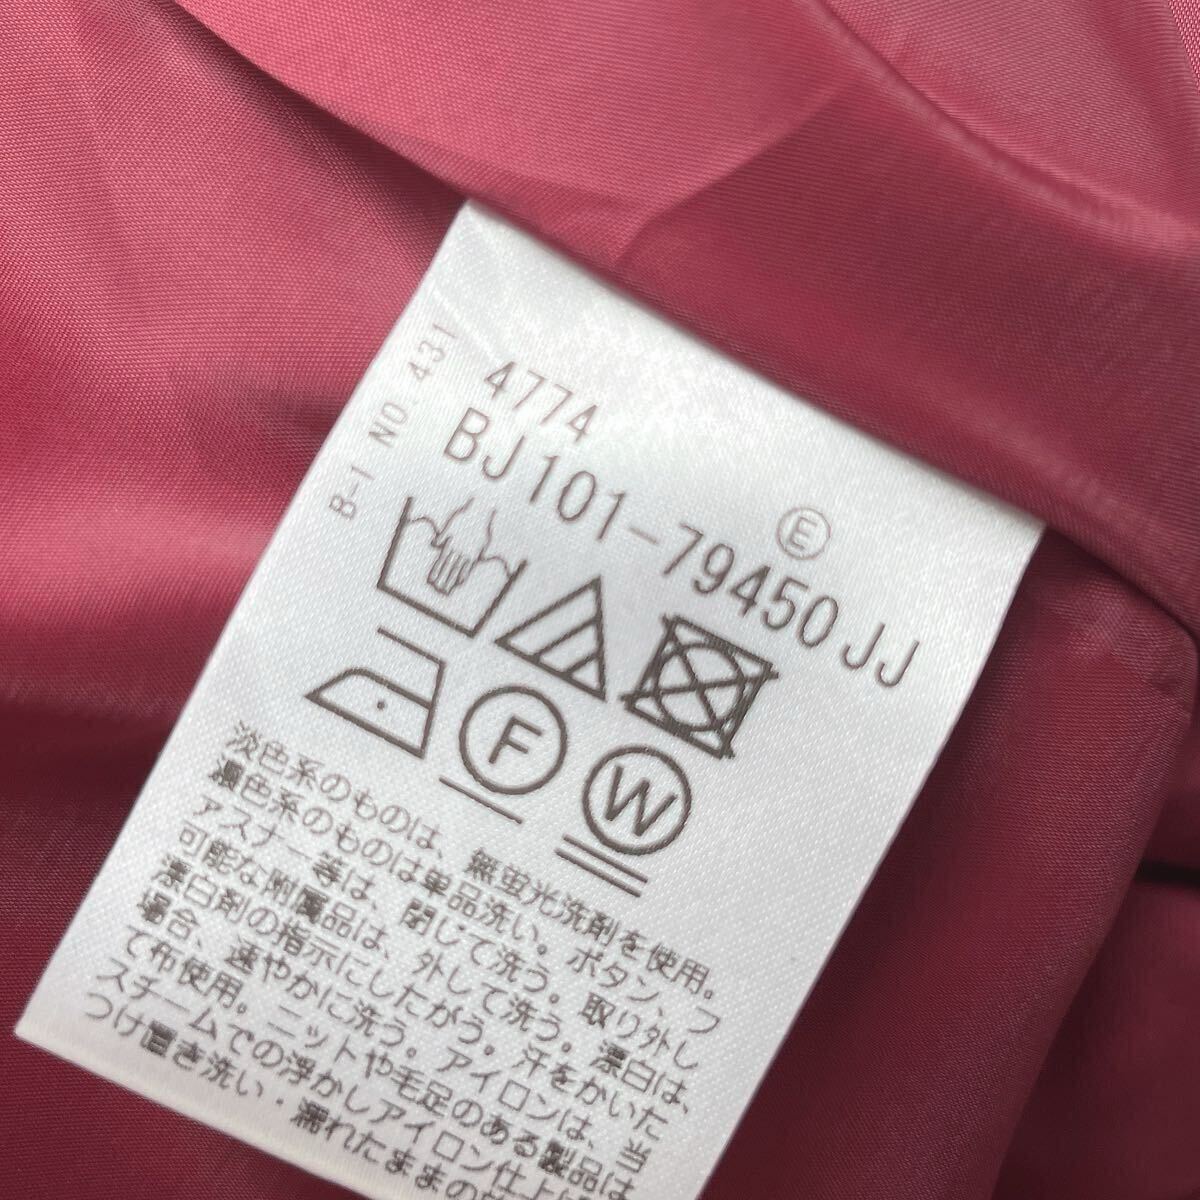 B-1 NO.431
4774
BJ101-79450JJ
E
F
W
淡色系のものは、無蛍光洗剤を使用。
濃色系のものは単品洗い。ボタン、フ
アスナー等は、閉じて洗う。取り外し
可能な附属品は、外して洗う。漂白は、
漂白剤の指示にしたがう。汗をかいた
場合、速やかに洗う。アイロンは、当
て布使用。ニットや毛足のある製品は
スチームでの浮かしアイロン仕上
つけ置き洗い・濡れたままの